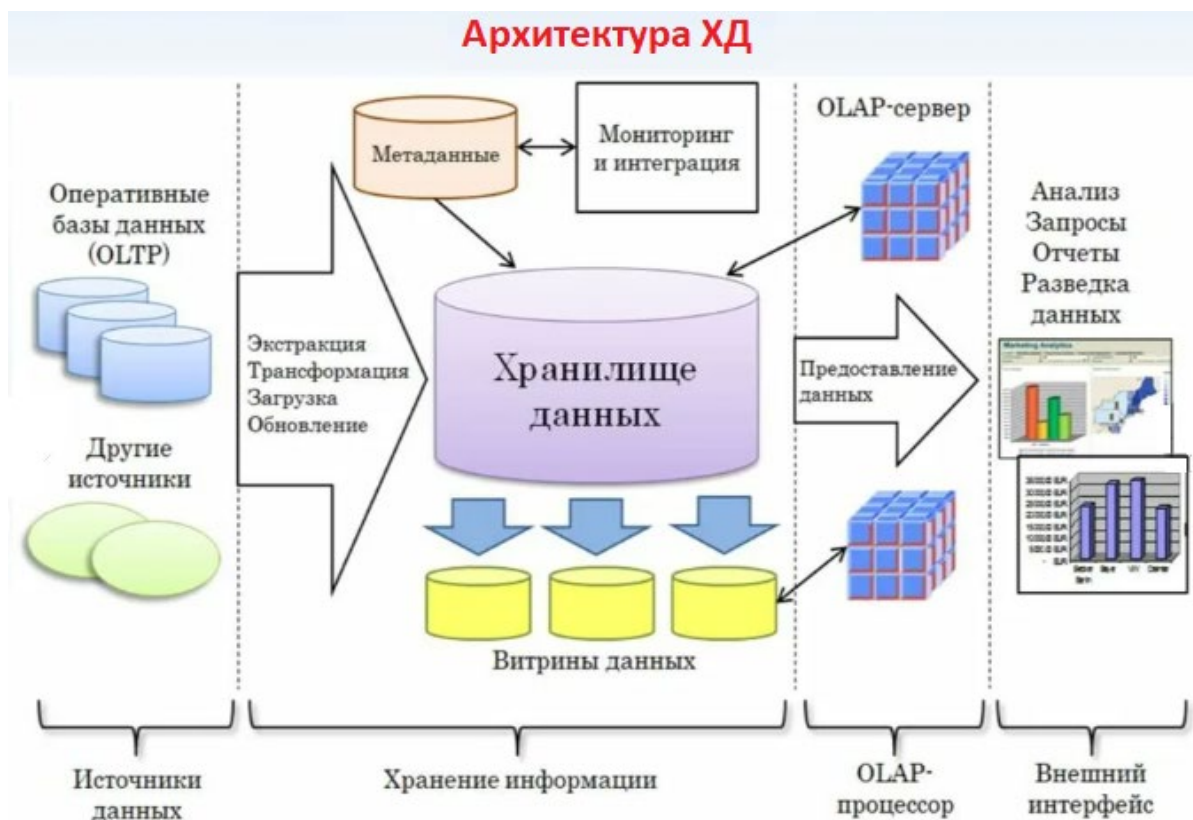 Архитектура ХД
Оперативные
базы данных
(OLTP)
Другие
источники
Экстракция
Трансформация
Загрузка
Обновление
Метаданные
Мониторинг
и интеграция
Хранилище
данных
Витрины данных
OLAP-сервер
Предоставление
данных
Анализ
Запросы
Отчеты
Разведка
данных
Marketing Analytics
Источники
данных
Хранение информации
OLAP-
процессор
Внешний
интерфейс